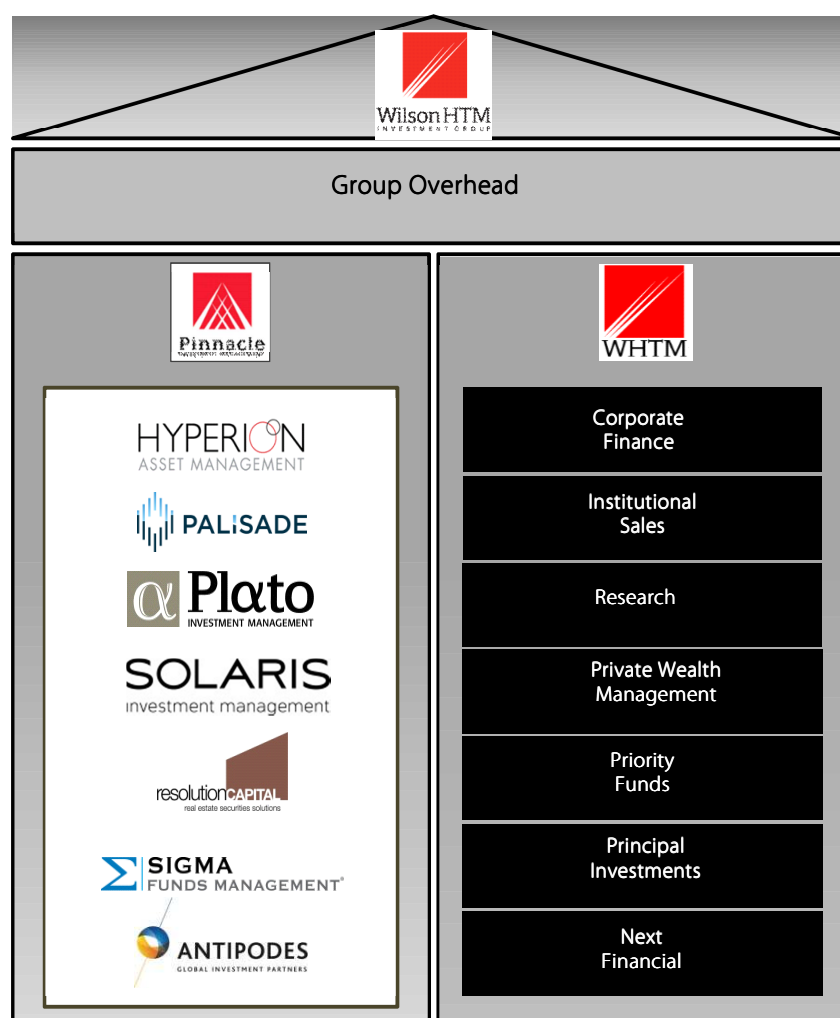 Wilson HTM
INVESTMENT GROUP
Group Overhead
Pinnacle
HYPERION
ASSET MANAGEMENT
PALISADE
α Plαto
INVESTMENT MANAGEMENT
SOLARIS
investment management
resolutionCAPITAL
real estate securities solutions
Σ SIGMA
FUNDS MANAGEMENT®
ANTIPODES
GLOBAL INVESTMENT PARTNERS
WHTM
Corporate
Finance
Institutional
Sales
Research
Private Wealth
Management
Priority
Funds
Principal
Investments
Next
Financial